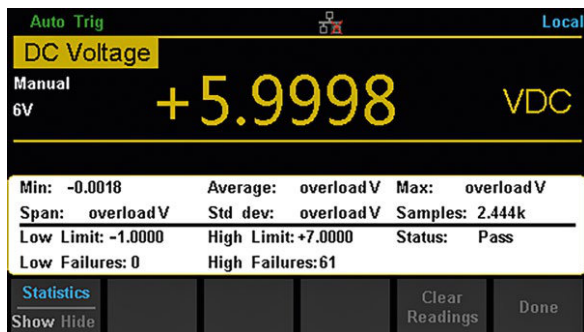 Auto Trig Local
DC Voltage
Manual
6V
+5.9998 VDC
Min: -0.0018 Average: overload V Max: overload V
Span: overload V Std dev: overload V Samples: 2.444k
Low Limit: -1.0000 High Limit: +7.0000 Status: Pass
Low Failures: 0 High Failures: 61
Statistics
Show Hide
Clear Readings
Done